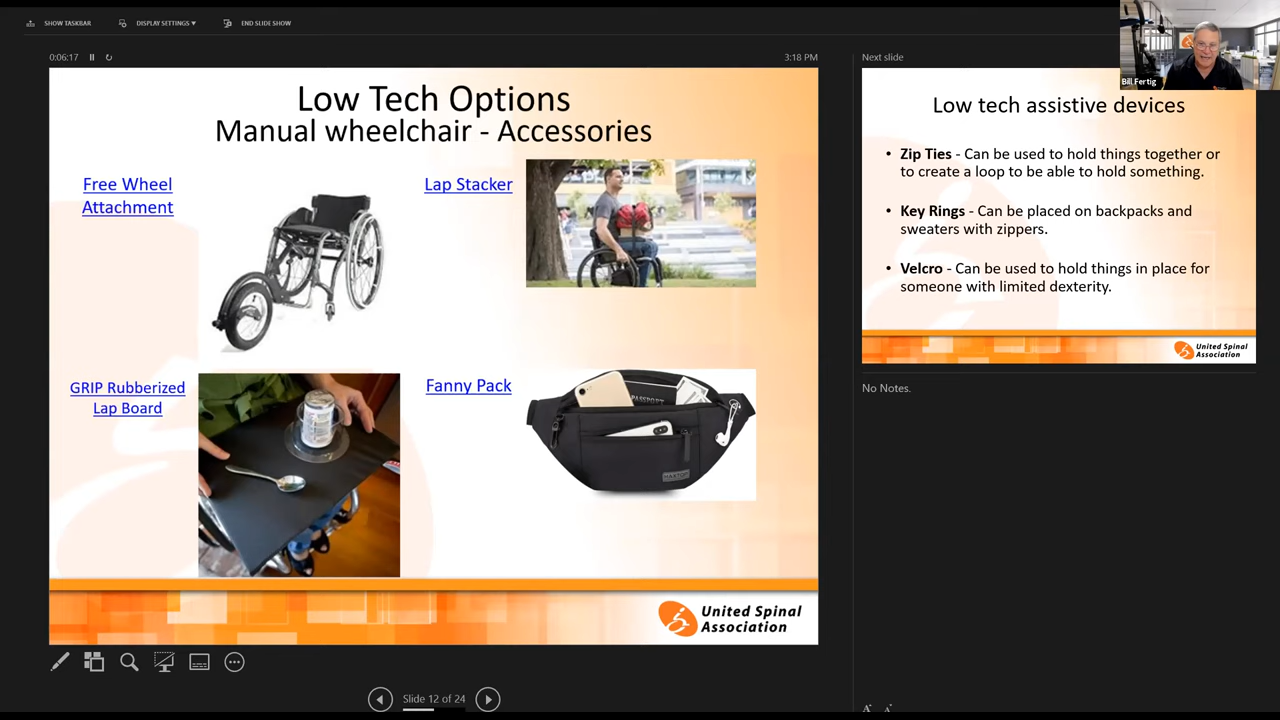 SHOW TASKBAR
DISPLAY SETTINGS ▼
END SLIDE SHOW
0:06:17
3:18 PM
Low Tech Options
Manual wheelchair - Accessories
Free Wheel
Attachment
Lap Stacker
GRIP Rubberized
Lap Board
Fanny Pack
PASSPORT
United Spinal
Association
Slide 12 of 24
Bill Fertig
Next slide
Low tech assistive devices
• Zip Ties - Can be used to hold things together or
to create a loop to be able to hold something.
• Key Rings - Can be placed on backpacks and
sweaters with zippers.
• Velcro - Can be used to hold things in place for
someone with limited dexterity.
United Spinal
Association
No Notes.
A A